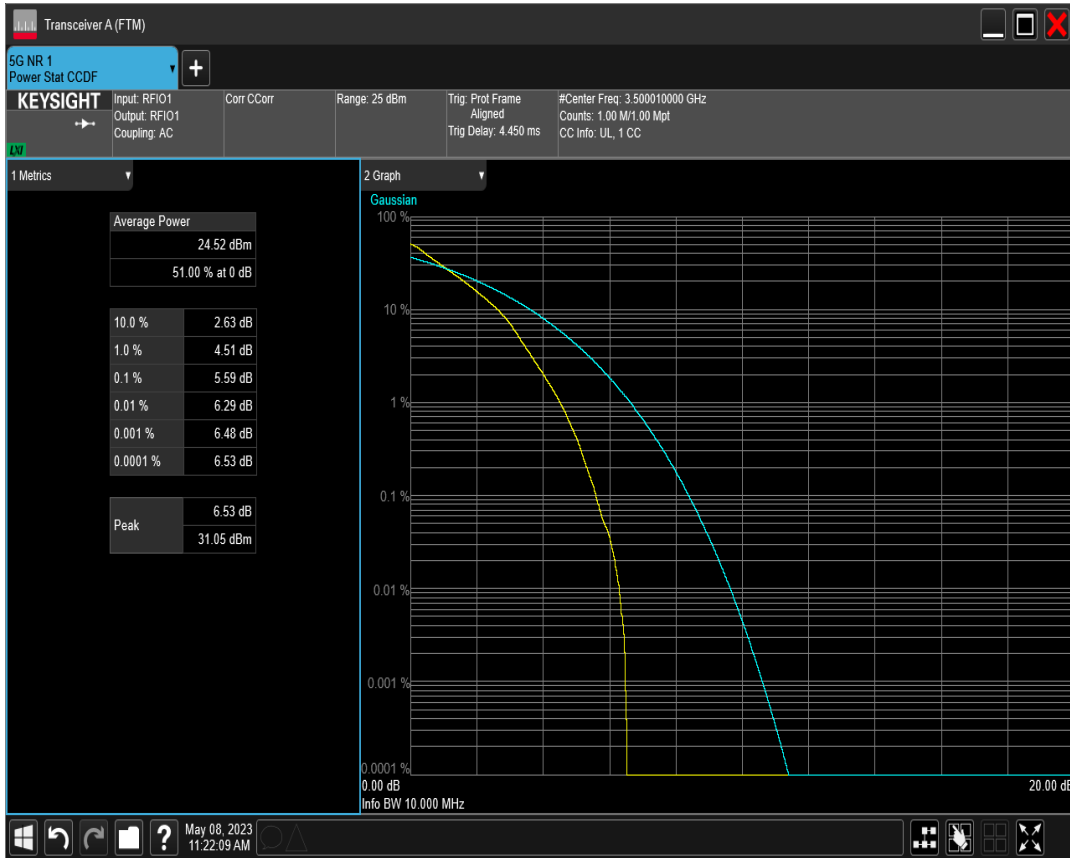 Transceiver A (FTM)
5G NR 1
Power Stat CCDF
KEYSIGHT
LXI
Input: RFIO1
Output: RFIO1
Coupling: AC
Corr CCorr
Range: 25 dBm
Trig: Prot Frame
Aligned
Trig Delay: 4.450 ms
#Center Freq: 3.500010000 GHz
Counts: 1.00 M/1.00 Mpt
CC Info: UL, 1 CC
1 Metrics
Average Power
24.52 dBm
51.00 % at 0 dB
10.0 % 2.63 dB
1.0 % 4.51 dB
0.1 % 5.59 dB
0.01 % 6.29 dB
0.001 % 6.48 dB
0.0001 % 6.53 dB
Peak
6.53 dB
31.05 dBm
2 Graph
Gaussian
100 %
10 %
1 %
0.1 %
0.01 %
0.001 %
0.0001 %
0.00 dB 20.00 dB
Info BW 10.000 MHz
? May 08, 2023
11:22:09 AM